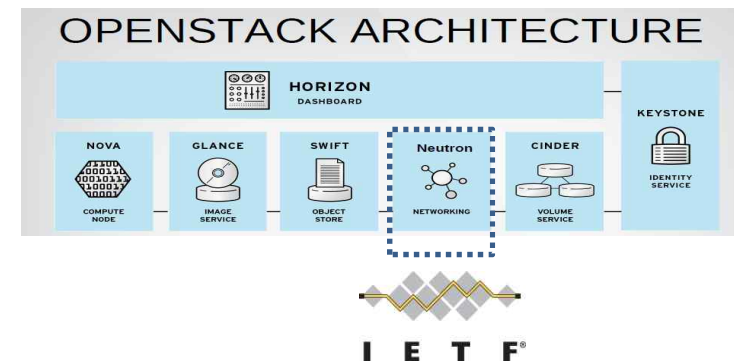 OPENSTACK ARCHITECTURE
HORIZON
DASHBOARD
KEYSTONE
IDENTITY
SERVICE
NOVA
COMPUTE
NODE
GLANCE
IMAGE
SERVICE
SWIFT
OBJECT
STORE
Neutron
NETWORKING
CINDER
VOLUME
SERVICE
I E T F®